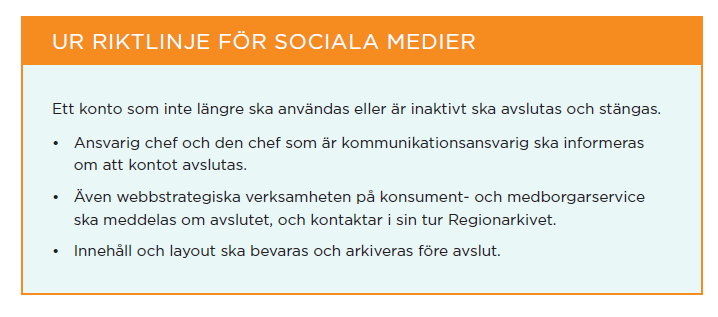 UR RIKTLINJE FÖR SOCIALA MEDIER
Ett konto som inte längre ska användas eller är inaktivt ska avslutas och stängas.
• Ansvarig chef och den chef som är kommunikationsansvarig ska informeras
om att kontot avslutas.
• Även webbstrategiska verksamheten på konsument- och medborgarservice
ska meddelas om avslutet, och kontaktar i sin tur Regionarkivet.
• Innehåll och layout ska bevaras och arkiveras före avslut.